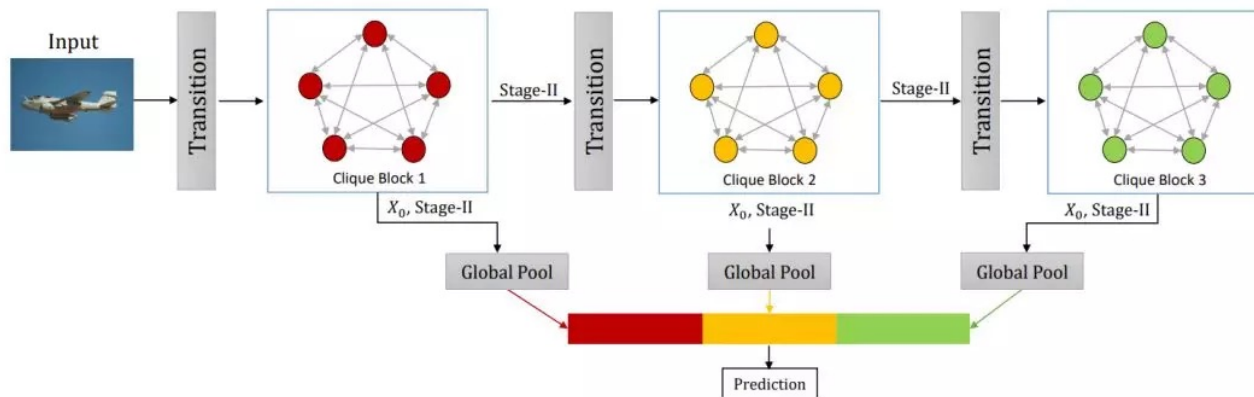 Input
Transition
Clique Block 1
Stage-II
Transition
Clique Block 2
Stage-II
Transition
Clique Block 3
X₀, Stage-II
X₀, Stage-II
X₀, Stage-II
Global Pool
Global Pool
Global Pool
Prediction